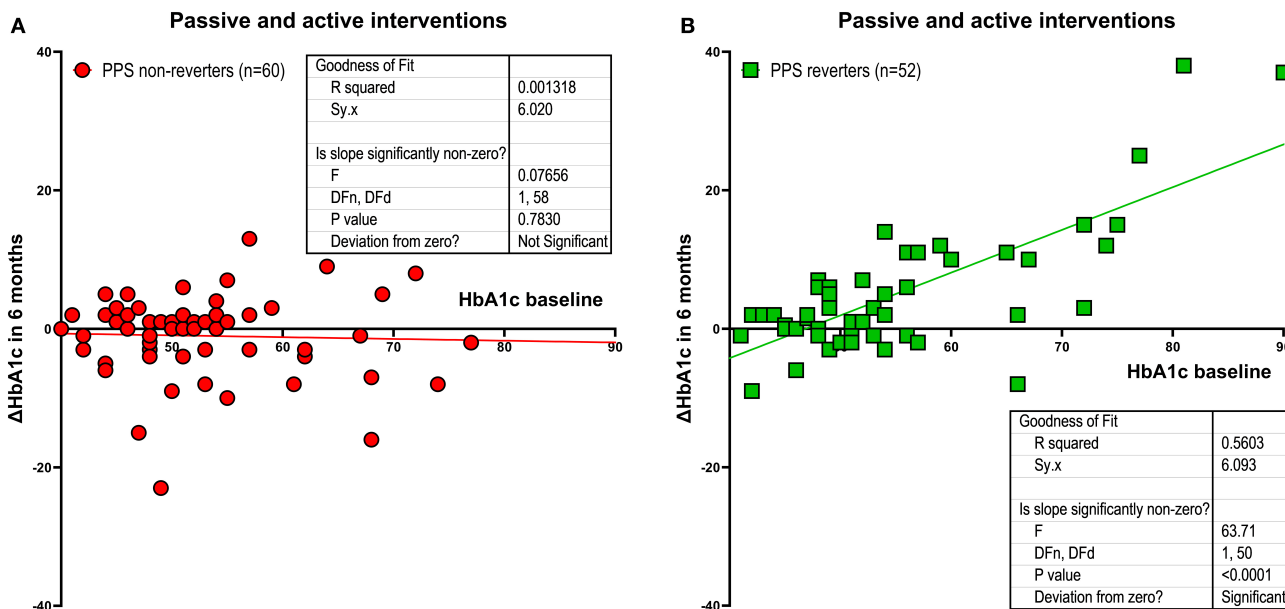 A
Passive and active interventions
PPS non-reverters (n=60)
Goodness of Fit
R squared 0.001318
Sy.x 6.020
Is slope significantly non-zero?
F 0.07656
DFn, DFd 1, 58
P value 0.7830
Deviation from zero? Not Significant
40
20
0
-20
-40
50 60 70 80 90
HbA1c baseline
ΔHbA1c in 6 months
B
Passive and active interventions
PPS reverters (n=52)
40
20
0
-20
-40
60 70 80
HbA1c baseline
ΔHbA1c in 6 months
Goodness of Fit
R squared 0.5603
Sy.x 6.093
Is slope significantly non-zero?
F 63.71
DFn, DFd 1, 50
P value <0.0001
Deviation from zero? Significant